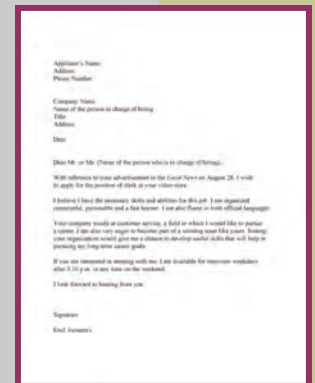 Applicant's Name
Address
Phone Number
Company Name
Name of the person in charge of hiring
Title
Address
Date
Dear Mr. or Ms. (Name of the person who is in charge of hiring),
With reference to your advertisement in the Local News on August 28, I wish
to apply for the position of clerk at your video store.
I believe I have the necessary skills and abilities for this job. I am organized
resourceful, personable and a fast learner. I am also fluent in both official languages.
Your company excels at customer service, a field in which I would like to pursue
a career. I am also very eager to become part of a winning team like yours. Joining
your organization would give me a chance to develop useful skills that will help in
pursuing my long-term career goals.
If you are interested in meeting with me, I am available for interview weekdays
after 3:30 p.m. or any time on the weekend.
I look forward to hearing from you.
Signature
Encl.